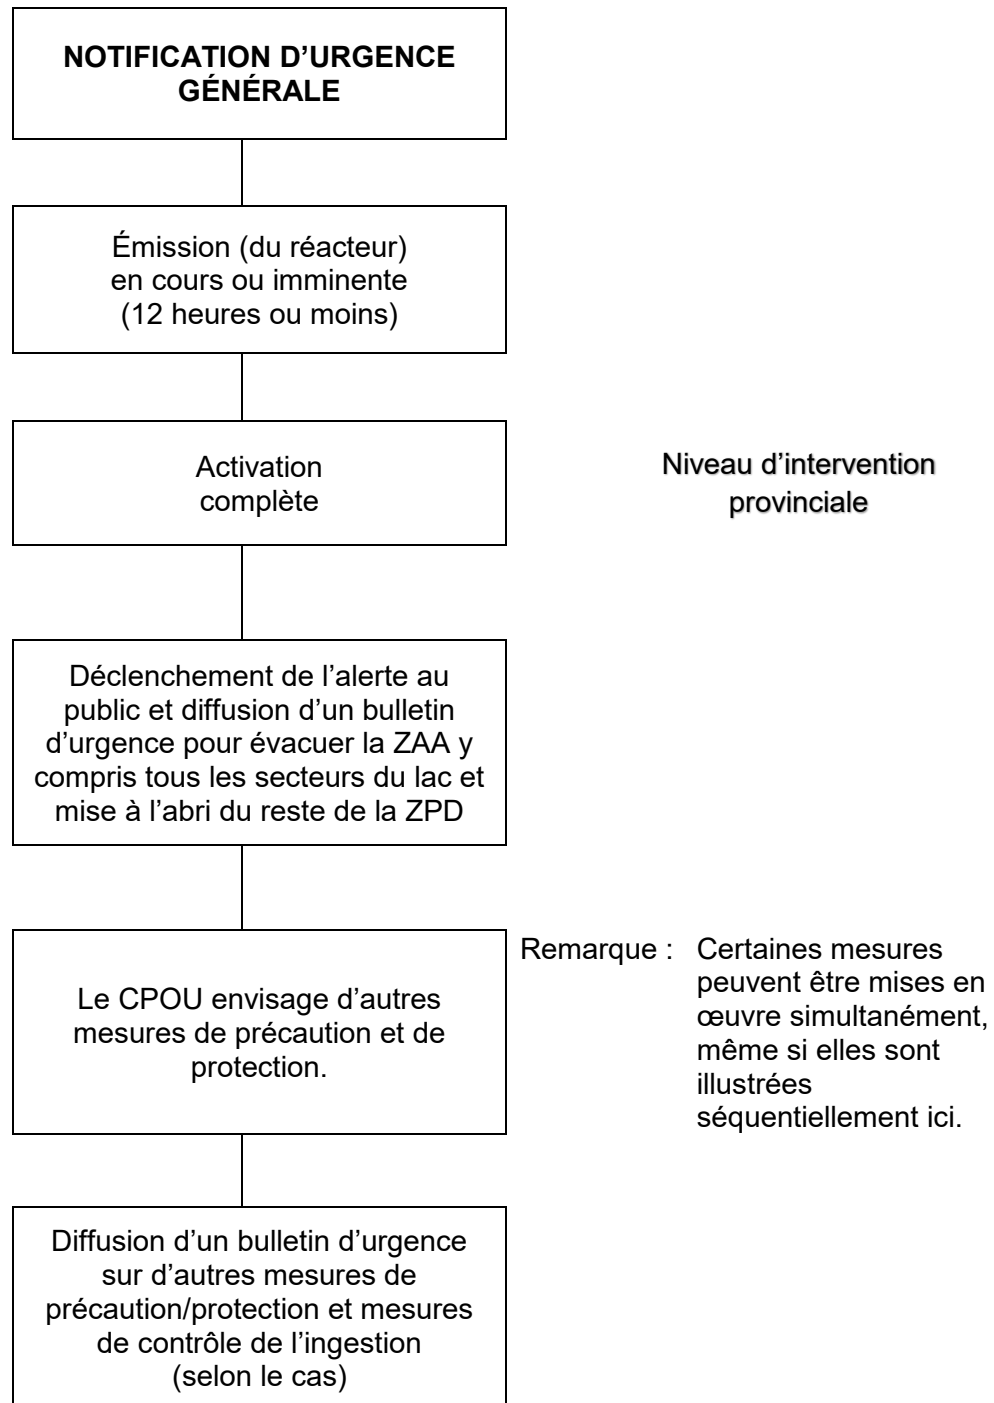 NOTIFICATION D’URGENCE
GÉNÉRALE
Émission (du réacteur)
en cours ou imminente
(12 heures ou moins)
Activation
complète
Niveau d’intervention
provinciale
Déclenchement de l’alerte au
public et diffusion d’un bulletin
d’urgence pour évacuer la ZAA y
compris tous les secteurs du lac et
mise à l’abri du reste de la ZPD
Le CPOU envisage d’autres
mesures de précaution et de
protection.
Remarque : Certaines mesures
peuvent être mises en
œuvre simultanément,
même si elles sont
illustrées
séquentiellement ici.
Diffusion d’un bulletin d’urgence
sur d’autres mesures de
précaution/protection et mesures
de contrôle de l’ingestion
(selon le cas)